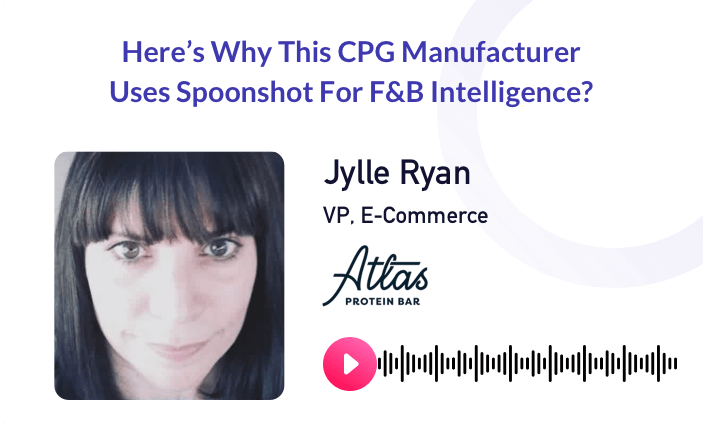 Here's Why This CPG Manufacturer
Uses Spoonshot For F&B Intelligence?
Jylle Ryan
VP, E-Commerce
Atlas
PROTEIN BAR